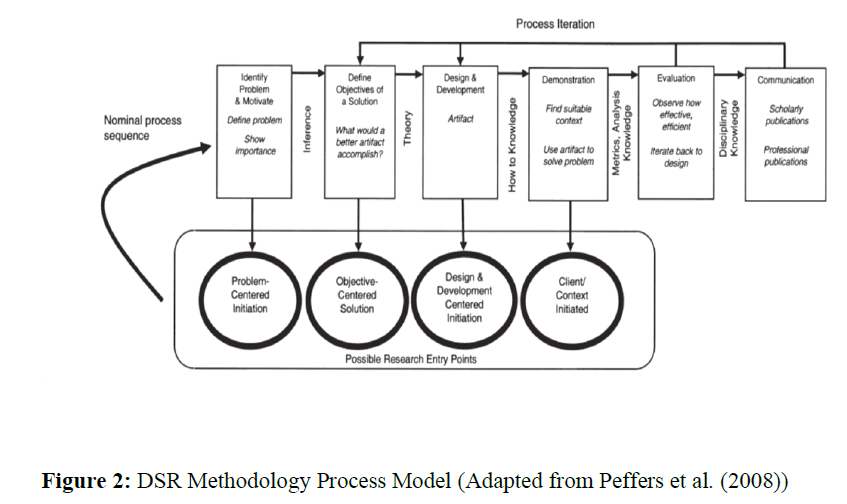 Process Iteration
Nominal process
sequence
Identify
Problem
& Motivate
Define problem
Show
importance
Inference
Define
Objectives of
a Solution
What would a
better artifact
accomplish?
Theory
Design &
Development
Artifact
How to Knowledge
Demonstration
Find suitable
context
Use artifact to
solve problem
Metrics, Analysis
Knowledge
Evaluation
Observe how
effective,
efficient
Iterate back to
design
Disciplinary
Knowledge
Communication
Scholarly
publications
Professional
publications
Problem-
Centered
Initiation
Objective-
Centered
Solution
Design &
Development
Centered
Initiation
Client/
Context
Initiated
Possible Research Entry Points
Figure 2: DSR Methodology Process Model (Adapted from Peffers et al. (2008))